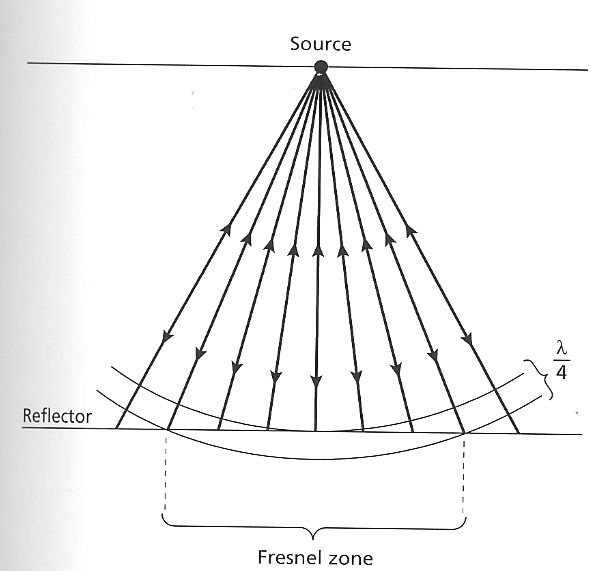 Source
λ
4
Reflector
Fresnel zone